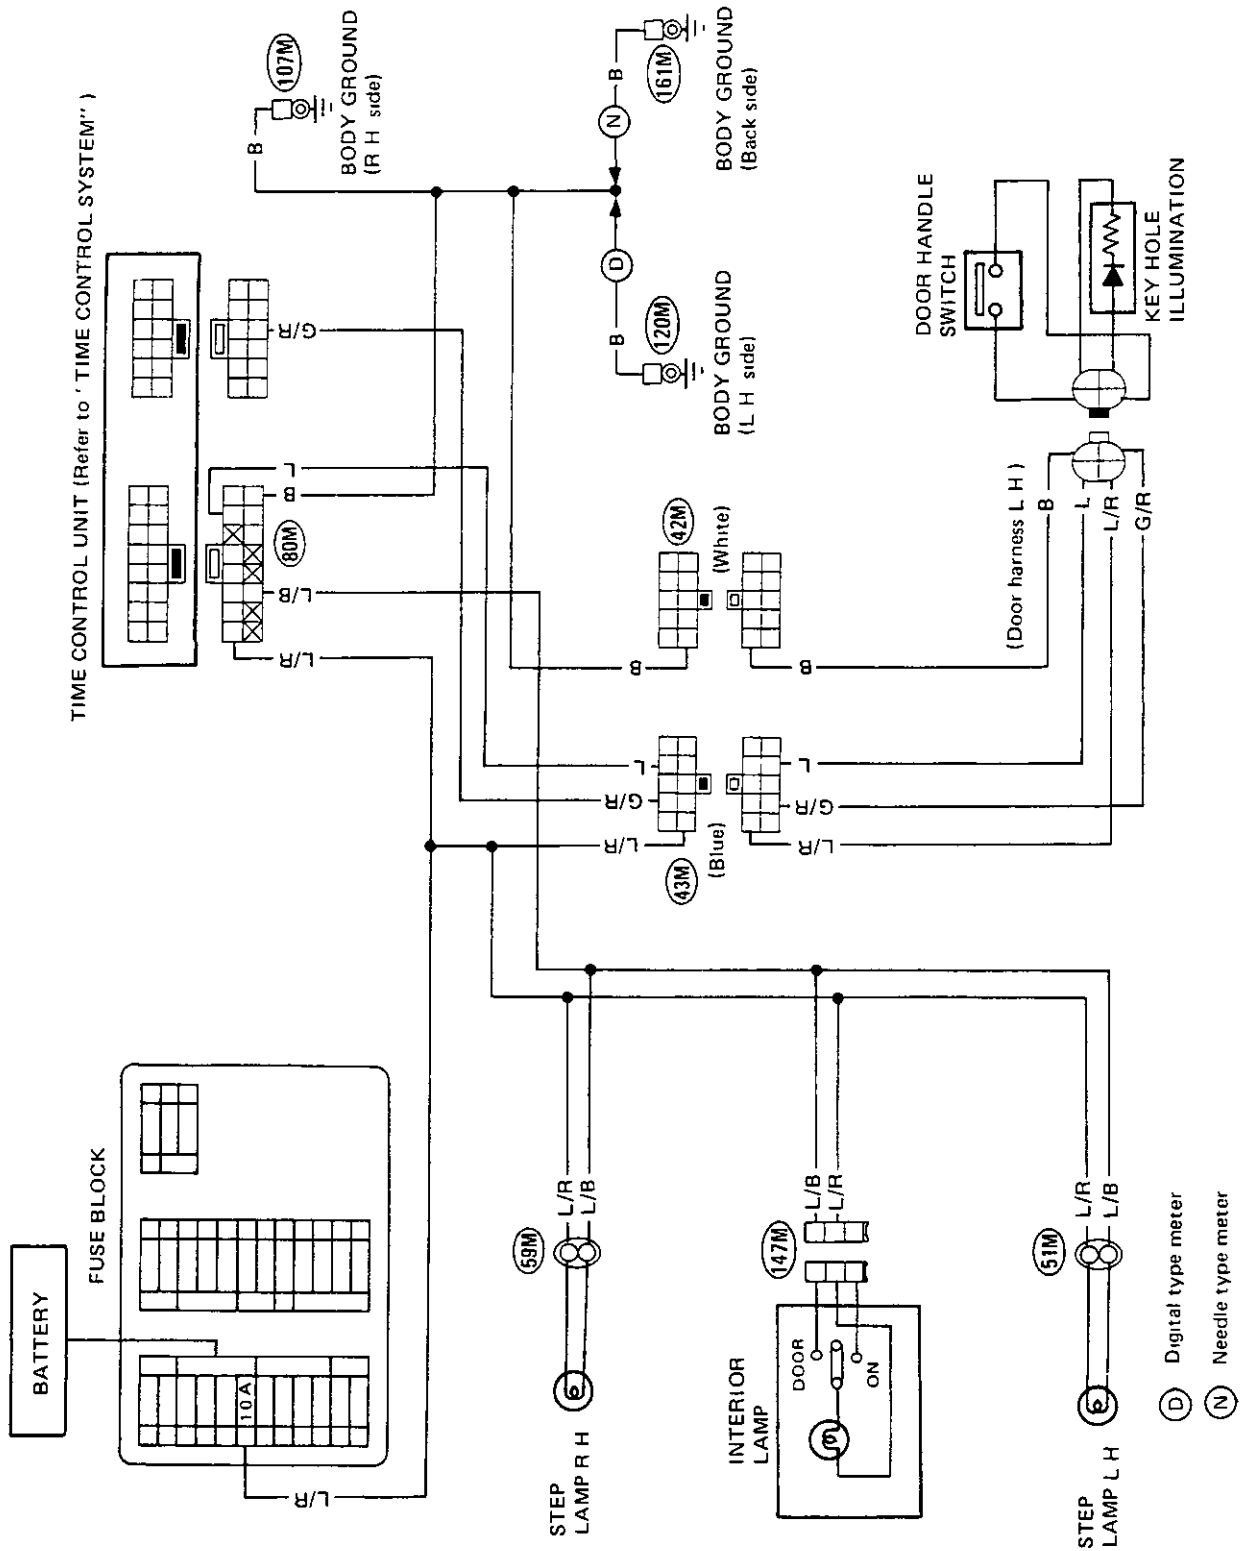 BATTERY
FUSE BLOCK
10 A
L/R
TIME CONTROL UNIT (Refer to ' TIME CONTROL SYSTEM'' )
80M
L/R
L/B
B
L
G/R
B
107M
BODY GROUND
(R H side)
B
N
161M
BODY GROUND
(Back side)
B
D
120M
BODY GROUND
(L H side)
STEP
LAMP R H
59M
L/R
L/B
INTERIOR
LAMP
DOOR
ON
147M
L/B
L/R
STEP
LAMP L H
51M
L/R
L/B
43M
(Blue)
L/R
G/R
L
L/R
G/R
L
42M
(White)
B
B
(Door harness L H )
B
L
L/R
G/R
DOOR HANDLE
SWITCH
KEY HOLE
ILLUMINATION
D Digital type meter
N Needle type meter